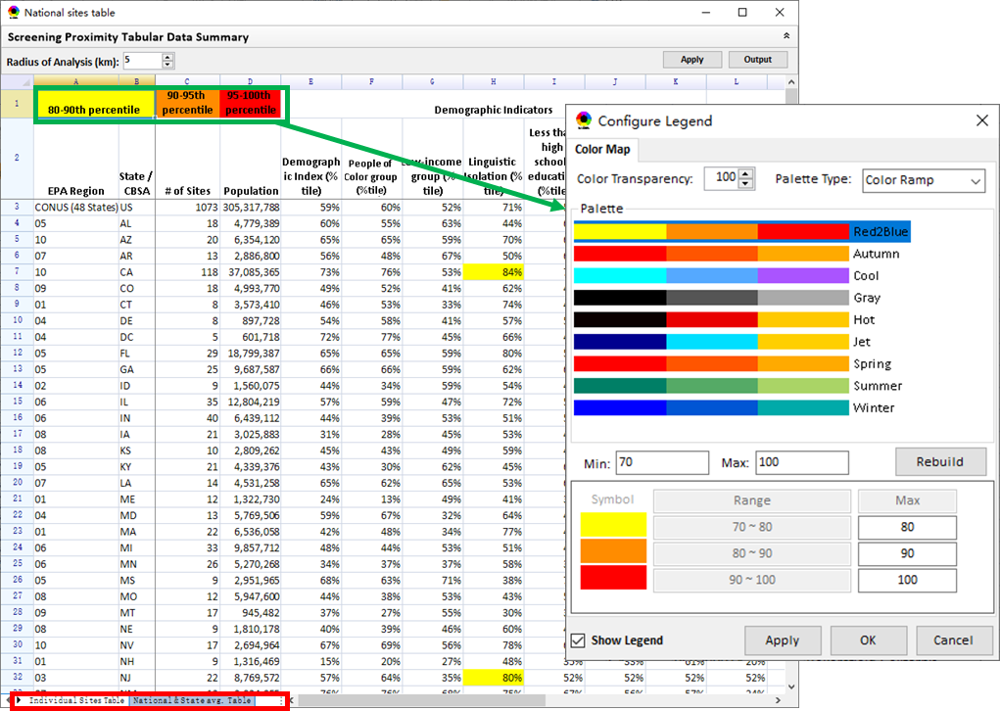 National sites table
Screening Proximity Tabular Data Summary
Radius of Analysis (km): 5 Apply Output
A B C D E F G H I J K L
1 80-90th percentile 90-95th percentile 95-100th percentile Demographic Indicators
2 EPA Region State / CBSA # of Sites Population Demographic Index (%tile) People of Color group (%tile) Low-income group (%tile) Linguistic Isolation (%tile)
3 CONUS (48 States) US 1073 305,317,788 59% 60% 52% 71%
4 05 AL 18 4,779,389 60% 55% 63% 44%
5 10 AZ 20 6,354,120 65% 65% 59% 70%
6 07 AR 13 2,886,800 56% 48% 67% 50%
7 10 CA 118 37,085,365 73% 76% 53% 84%
8 09 CO 18 4,993,770 49% 52% 41% 62%
9 01 CT 8 3,573,410 46% 53% 33% 74%
10 04 DE 8 897,728 54% 58% 41% 57%
11 04 DC 5 601,718 72% 77% 45% 66%
12 05 FL 29 18,799,387 65% 65% 59% 80%
13 05 GA 25 9,687,587 66% 66% 59% 62%
14 02 ID 9 1,560,075 44% 34% 59% 54%
15 06 IL 35 12,804,219 57% 59% 47% 72%
16 06 IN 40 6,439,112 44% 39% 53% 51%
17 08 IA 21 3,025,883 31% 28% 45% 53%
18 08 KS 10 2,809,262 45% 43% 49% 59%
19 05 KY 21 4,339,376 43% 30% 62% 45%
20 07 LA 14 4,531,258 65% 62% 65% 53%
21 01 ME 12 1,322,730 24% 13% 49% 41%
22 04 MD 13 5,769,506 59% 67% 32% 64%
23 01 MA 22 6,536,058 42% 48% 34% 77%
24 06 MI 33 9,857,712 48% 44% 53% 51%
25 06 MN 26 5,270,268 34% 37% 37% 58%
26 05 MS 9 2,951,965 68% 63% 71% 38%
27 08 MO 12 5,947,600 44% 38% 53% 43%
28 09 MT 17 945,482 37% 27% 55% 30%
29 08 NE 9 1,810,178 40% 39% 46% 60%
30 10 NV 17 2,694,964 67% 69% 56% 78%
31 01 NH 9 1,316,469 15% 20% 27% 48%
32 03 NJ 22 8,769,572 57% 64% 35% 80% 52% 52% 52% 52%
Individual Sites Table National & State avg. Table
Configure Legend
Color Map
Color Transparency: 100 Palette Type: Color Ramp
Palette
Red2Blue
Autumn
Cool
Gray
Hot
Jet
Spring
Summer
Winter
Min: 70 Max: 100 Rebuild
Symbol Range Max
70 ~ 80 80
80 ~ 90 90
90 ~ 100 100
Show Legend Apply OK Cancel